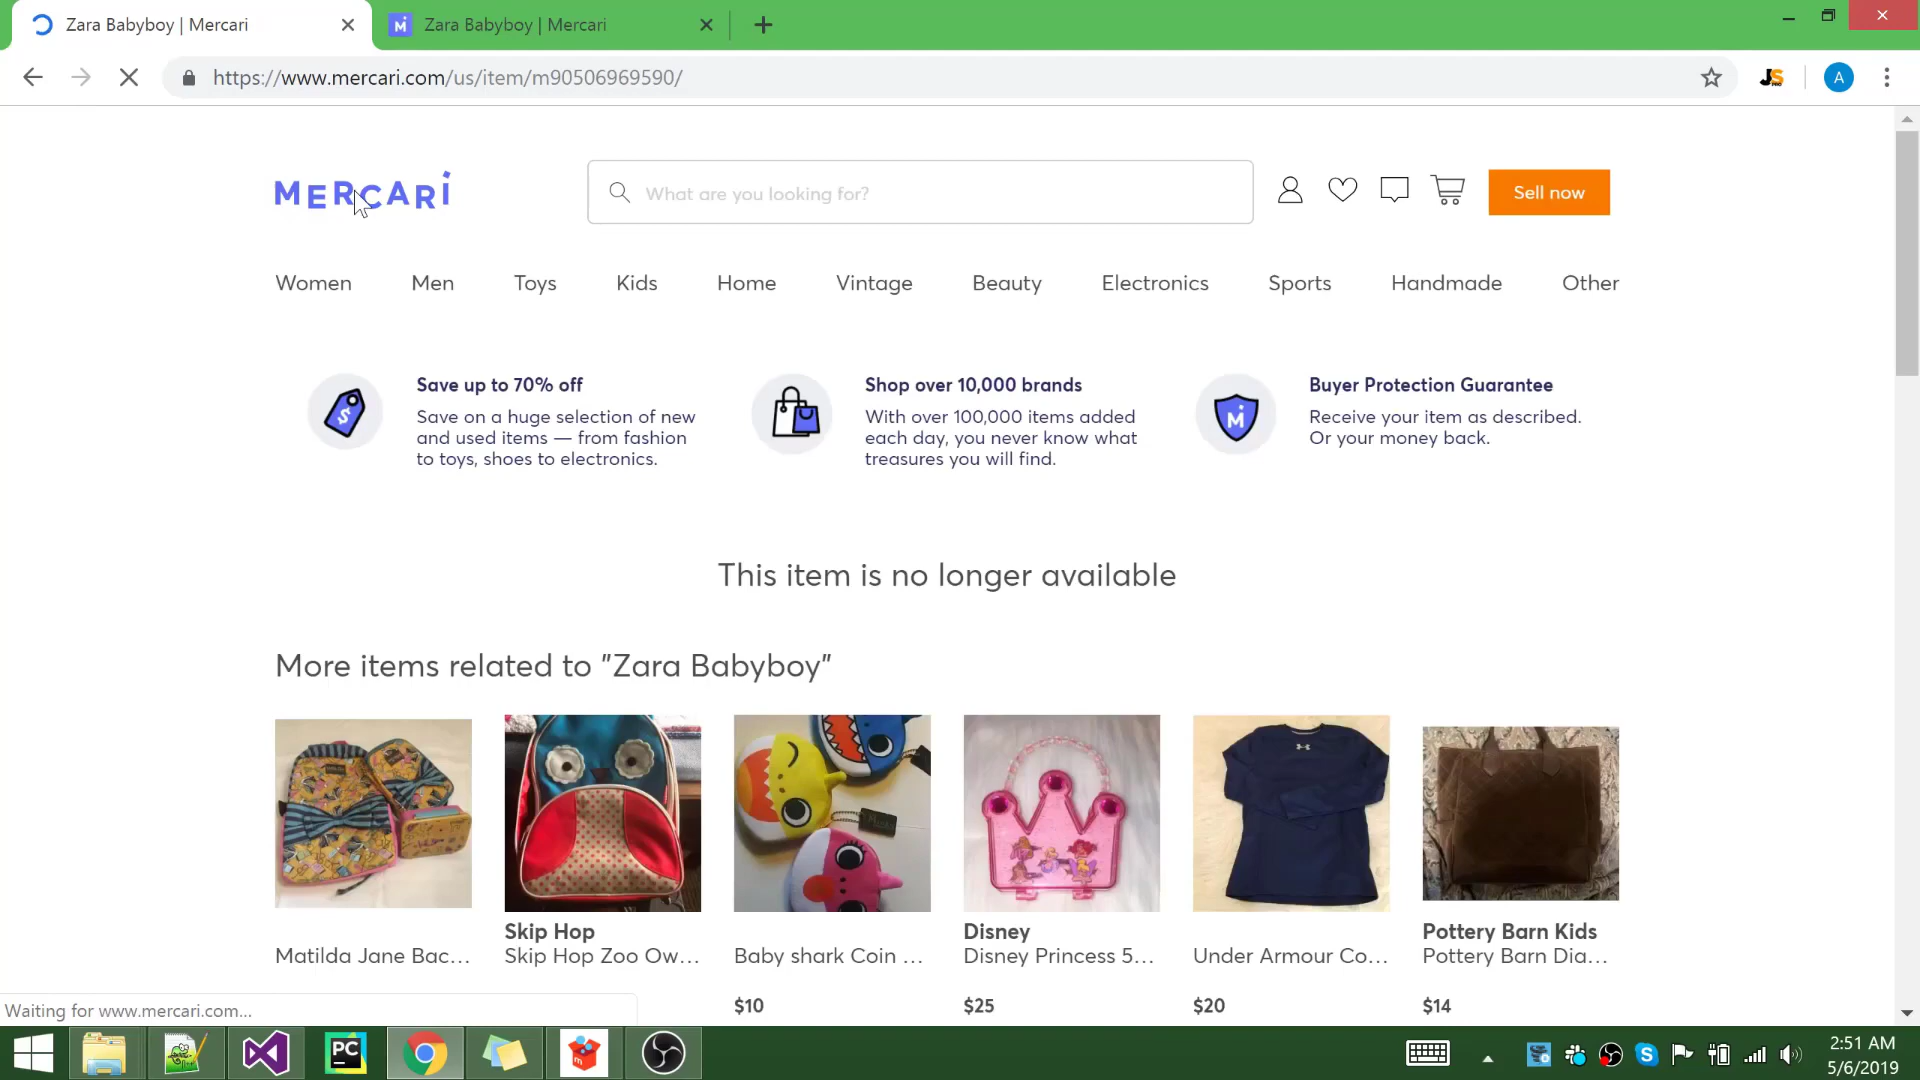 Zara Babyboy | Mercari
Zara Babyboy | Mercari
https://www.mercari.com/us/item/m90506969590/
A
MERCARI
What are you looking for?
Sell now
Women Men Toys Kids Home Vintage Beauty Electronics Sports Handmade Other
Save up to 70% off
Save on a huge selection of new
and used items — from fashion
to toys, shoes to electronics.
Shop over 10,000 brands
With over 100,000 items added
each day, you never know what
treasures you will find.
Buyer Protection Guarantee
Receive your item as described.
Or your money back.
This item is no longer available
More items related to "Zara Babyboy"
Matilda Jane Bac...
Skip Hop
Skip Hop Zoo Ow...
Baby shark Coin ...
$10
Disney
Disney Princess 5...
$25
Under Armour Co...
$20
Pottery Barn Kids
Pottery Barn Dia...
$14
Waiting for www.mercari.com...
PC
2:51 AM
5/6/2019